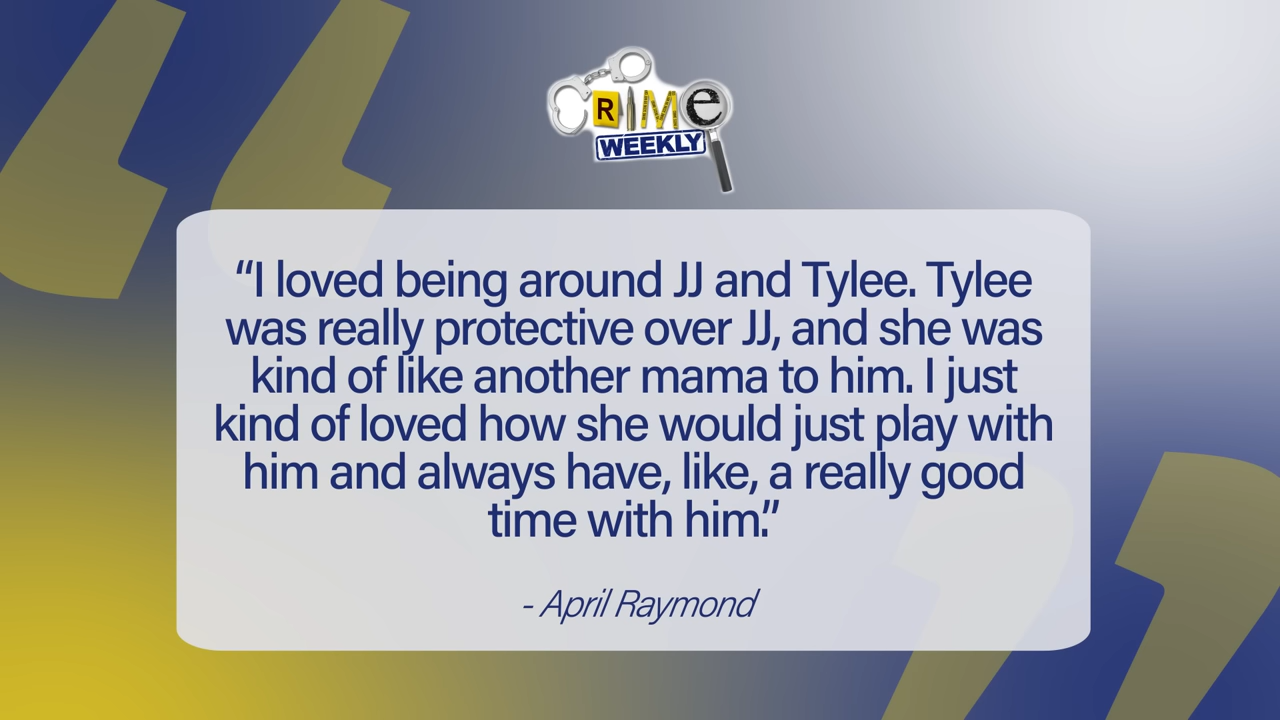 CRIME
WEEKLY
“I loved being around JJ and Tylee. Tylee
was really protective over JJ, and she was
kind of like another mama to him. I just
kind of loved how she would just play with
him and always have, like, a really good
time with him.”
- April Raymond